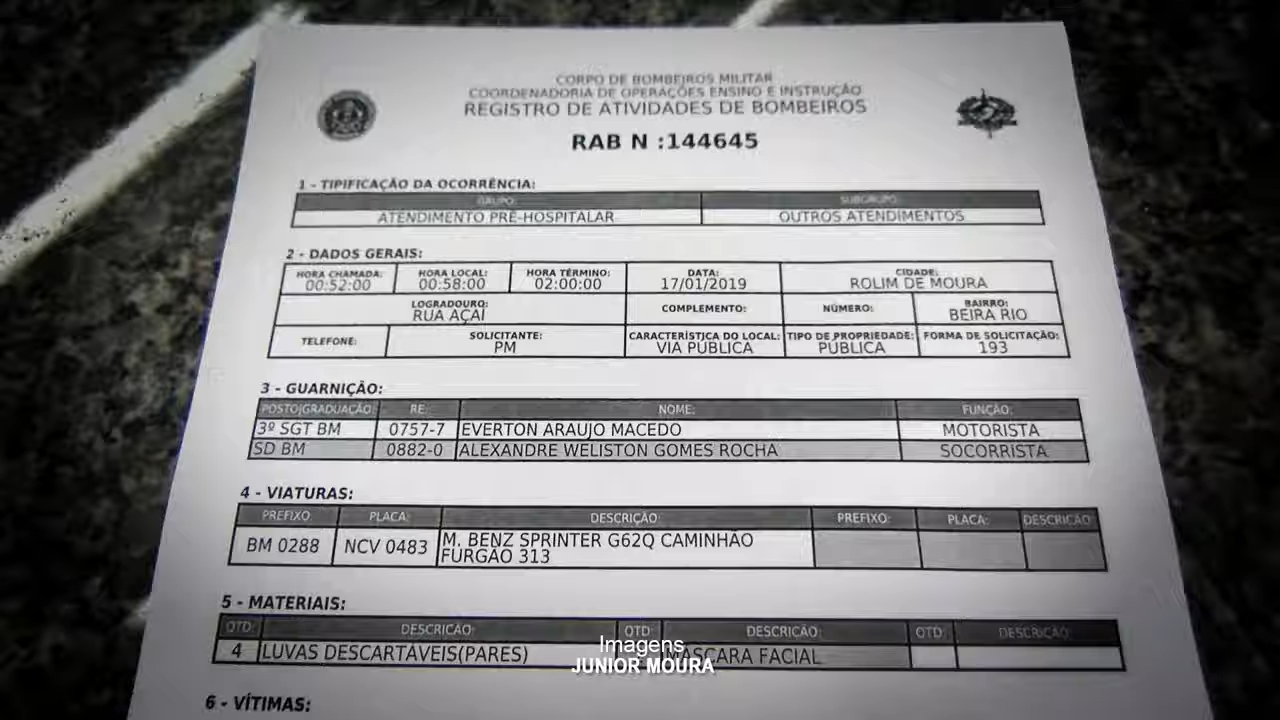 CORPO DE BOMBEIROS MILITAR
COORDENADORIA DE OPERAÇÕES ENSINO E INSTRUÇÃO
REGISTRO DE ATIVIDADES DE BOMBEIROS
RAB N :144645
1 - TIPIFICAÇÃO DA OCORRÊNCIA:
GRUPO: SUBGRUPO:
ATENDIMENTO PRÉ-HOSPITALAR OUTROS ATENDIMENTOS
2 - DADOS GERAIS:
HORA CHAMADA: HORA LOCAL: HORA TÉRMINO: DATA: CIDADE:
00:52:00 00:58:00 02:00:00 17/01/2019 ROLIM DE MOURA
LOGRADOURO: COMPLEMENTO: NÚMERO: BAIRRO:
RUA AÇAÍ BEIRA RIO
TELEFONE: SOLICITANTE: CARACTERÍSTICA DO LOCAL: TIPO DE PROPRIEDADE: FORMA DE SOLICITAÇÃO:
PM VIA PÚBLICA PÚBLICA 193
3 - GUARNIÇÃO:
POSTO|GRADUAÇÃO: RE: NOME: FUNÇÃO:
3º SGT BM 0757-7 EVERTON ARAUJO MACEDO MOTORISTA
SD BM 0882-0 ALEXANDRE WELISTON GOMES ROCHA SOCORRISTA
4 - VIATURAS:
PREFIXO: PLACA: DESCRIÇÃO: PREFIXO: PLACA: DESCRIÇÃO:
BM 0288 NCV 0483 M. BENZ SPRINTER G62Q CAMINHÃO
FURGÃO 313
5 - MATERIAIS:
QTD: DESCRIÇÃO: QTD: DESCRIÇÃO: QTD: DESCRIÇÃO:
4 LUVAS DESCARTÁVEIS(PARES) MÁSCARA FACIAL
Imagens
JUNIOR MOURA
6 - VÍTIMAS: